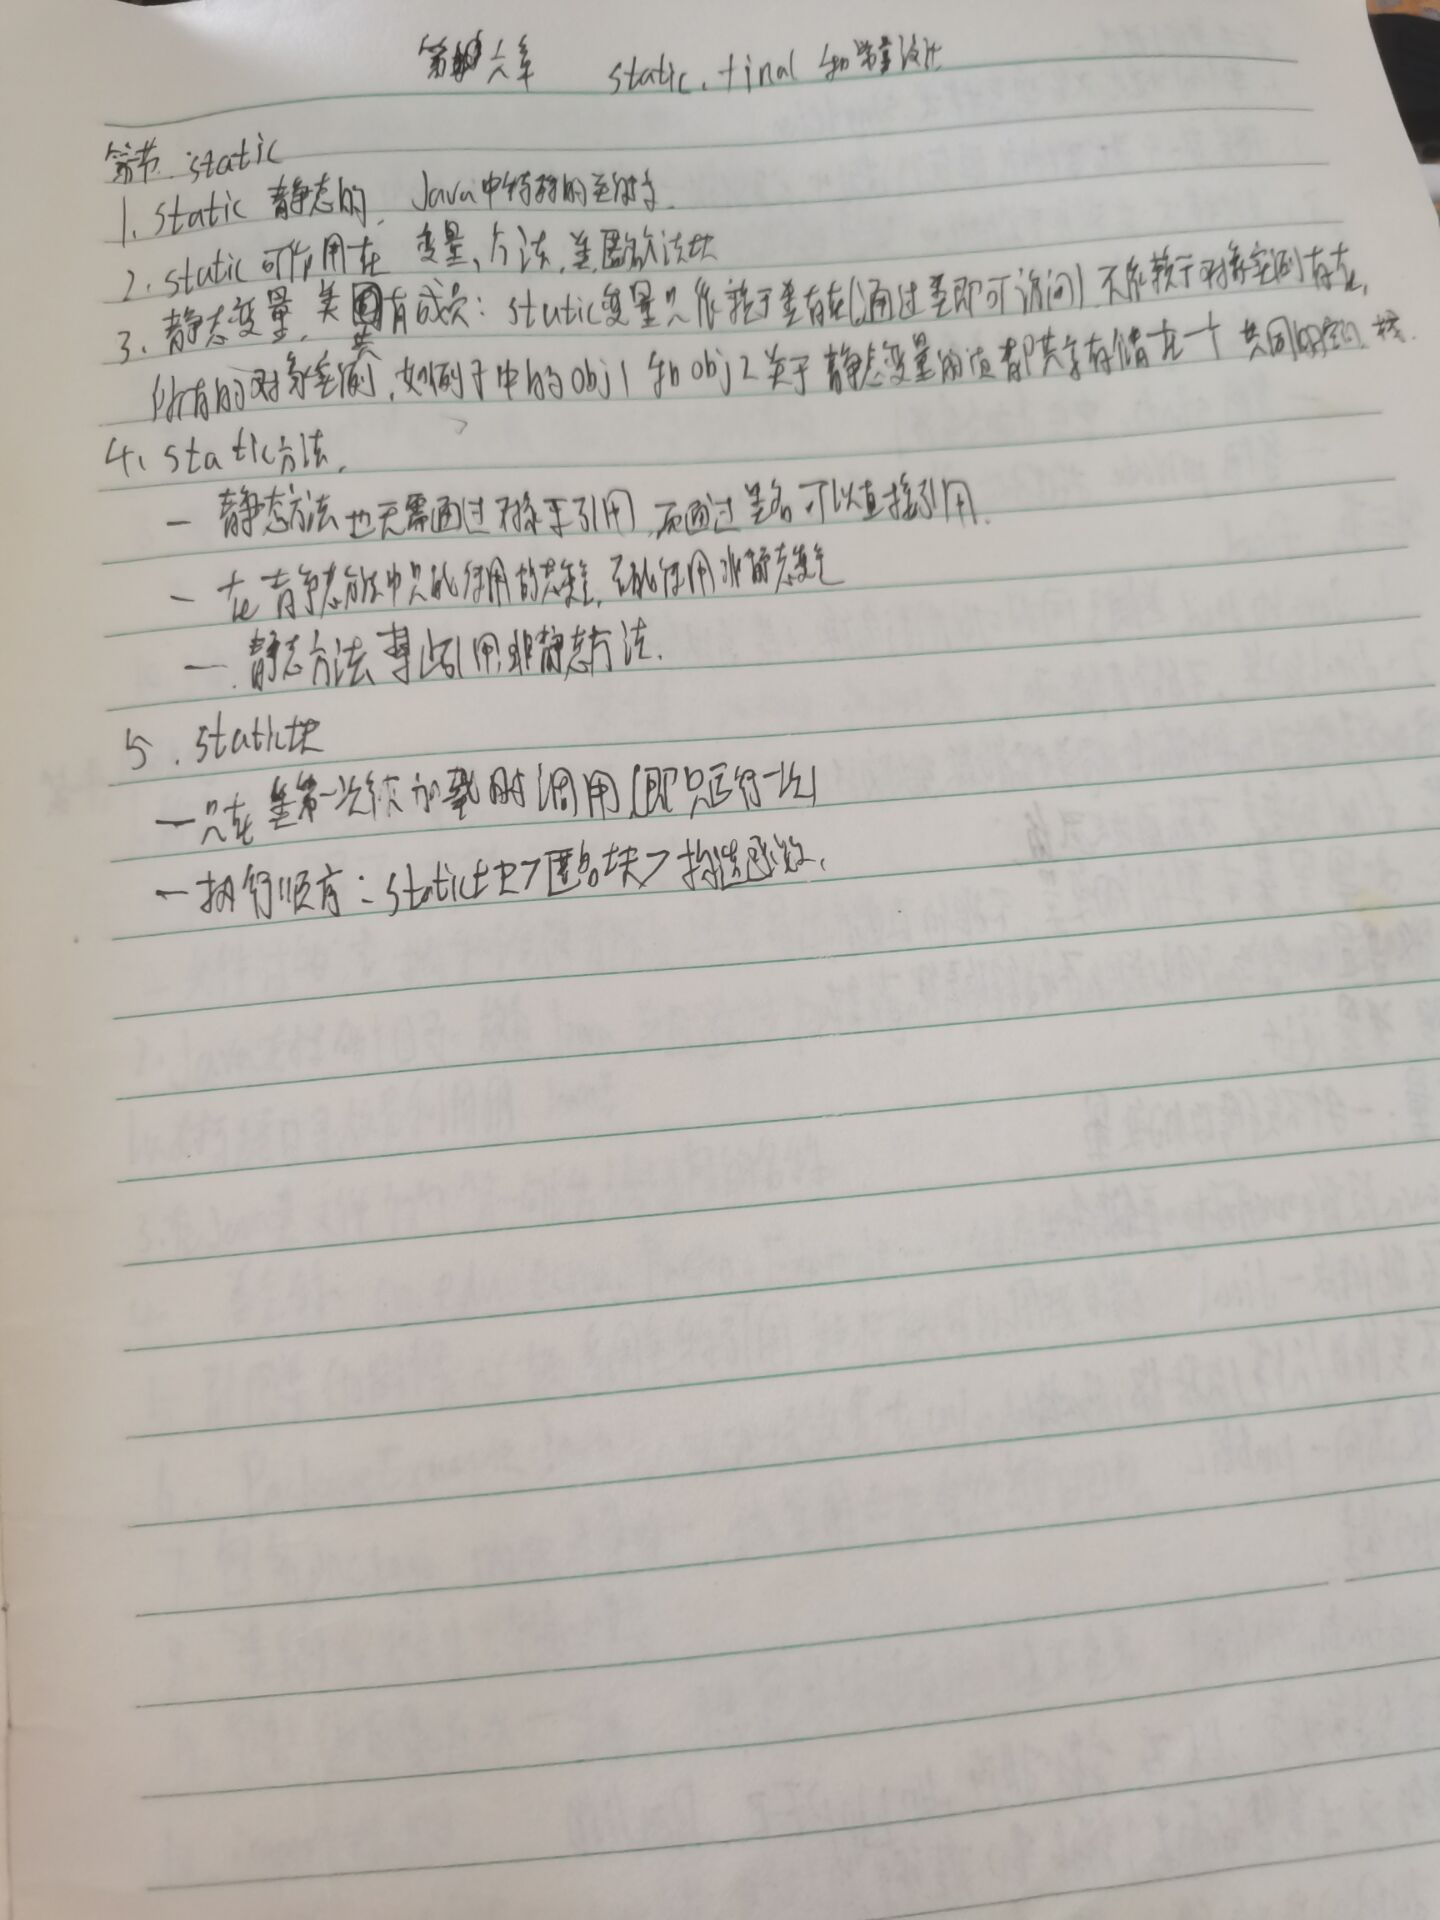 第六章 static、final和常量设计
第一节 static
1. static 静态的, Java中特殊的关键字.
2. static 可作用在 变量、方法、类、匿名方法块
3. 静态变量, 类共有成员：static变量只依赖于类存在(通过类即可访问) 不依赖于对象实例存在,
所有的对象实例, 如例子中的obj1 和 obj2 关于静态变量的值都共享存储在一个 共同的空间 栈.
4、static方法.
— 静态方法也无需通过对象来引用, 而通过类名可以直接引用.
— 在静态方法中只能使用静态变量, 不能使用非静态变量
— 静态方法禁止引用非静态方法.
5. static块
— 只在类第一次被加载时调用(即只运行一次)
— 执行顺序：static块>匿名块>构造函数.